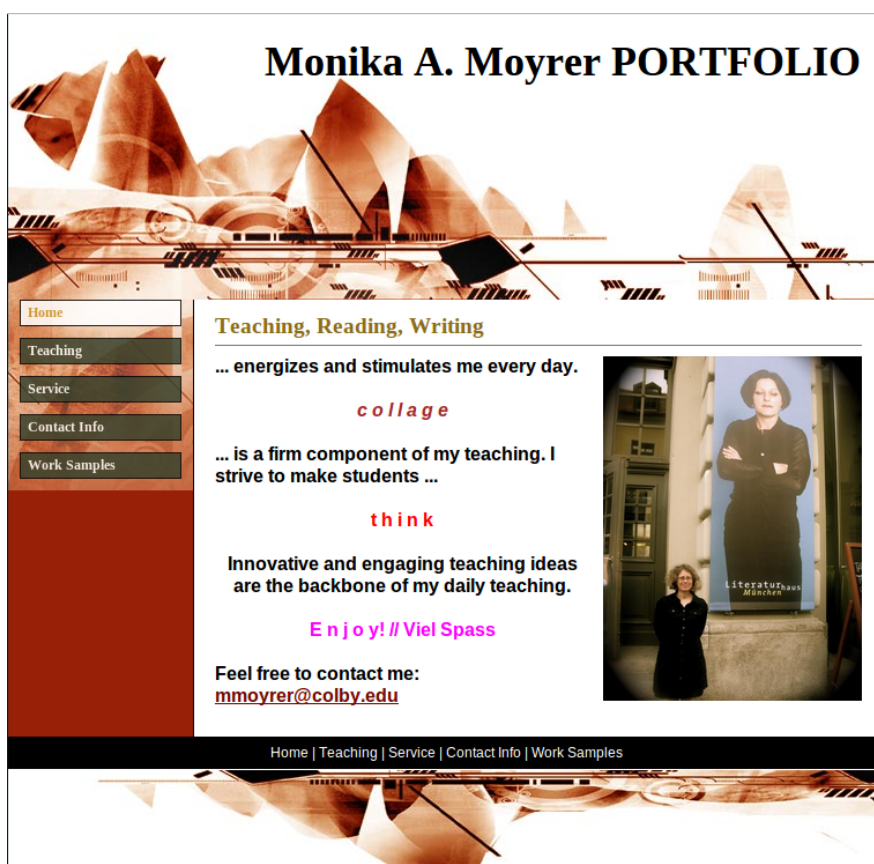 Monika A. Moyrer PORTFOLIO
Home
Teaching
Service
Contact Info
Work Samples
Teaching, Reading, Writing
... energizes and stimulates me every day.
c o l l a g e
... is a firm component of my teaching. I
strive to make students ...
t h i n k
Innovative and engaging teaching ideas
are the backbone of my daily teaching.
E n j o y! // Viel Spass
Feel free to contact me:
mmoyrer@colby.edu
Literaturhaus
München
Home | Teaching | Service | Contact Info | Work Samples